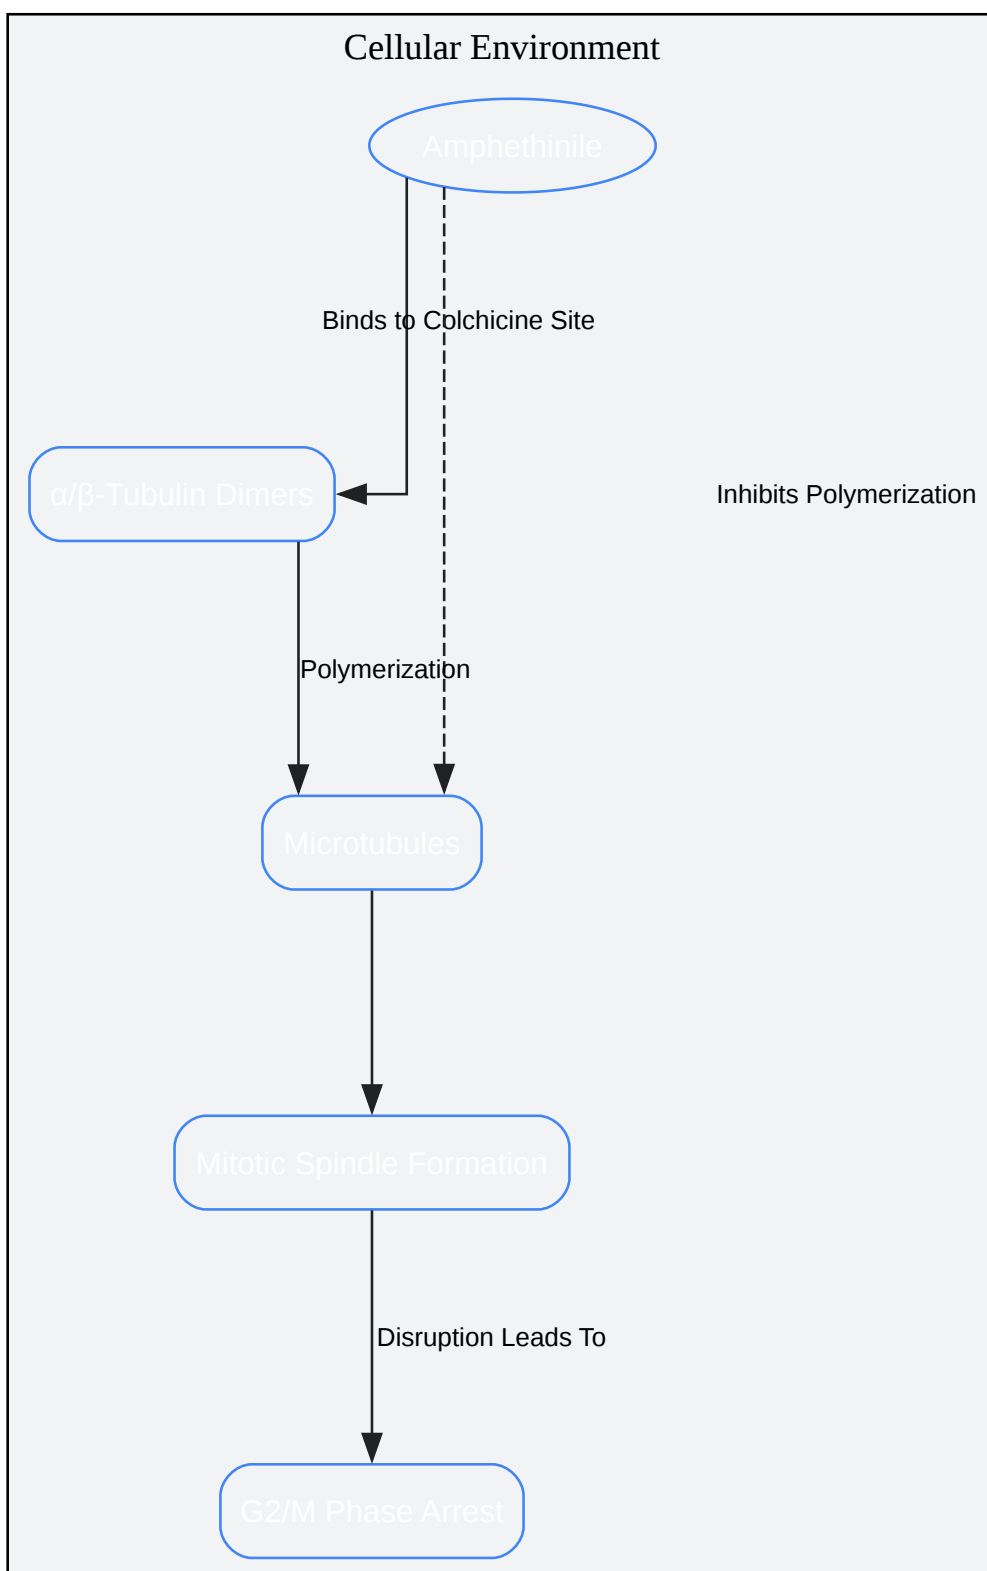 Cellular Environment
Amphethinile
Binds to Colchicine Site
α/β-Tubulin Dimers
Inhibits Polymerization
Polymerization
Microtubules
Mitotic Spindle Formation
Disruption Leads To
G2/M Phase Arrest